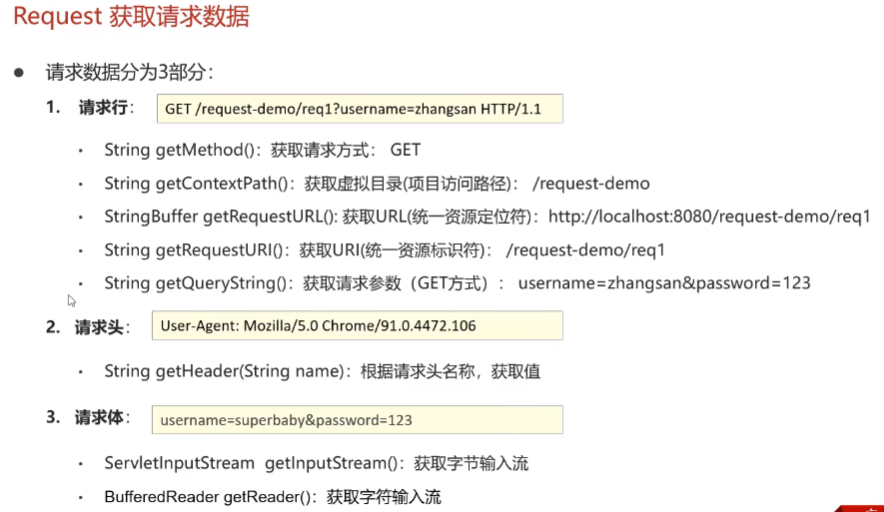 Request 获取请求数据
● 请求数据分为3部分：
1. 请求行： GET /request-demo/req1?username=zhangsan HTTP/1.1
· String getMethod()：获取请求方式： GET
· String getContextPath()：获取虚拟目录(项目访问路径)： /request-demo
· StringBuffer getRequestURL(): 获取URL(统一资源定位符)：http://localhost:8080/request-demo/req1
· String getRequestURI()：获取URI(统一资源标识符)： /request-demo/req1
· String getQueryString()：获取请求参数（GET方式）： username=zhangsan&password=123
2. 请求头： User-Agent: Mozilla/5.0 Chrome/91.0.4472.106
· String getHeader(String name)：根据请求头名称，获取值
3. 请求体： username=superbaby&password=123
· ServletInputStream getInputStream()：获取字节输入流
· BufferedReader getReader()：获取字符输入流